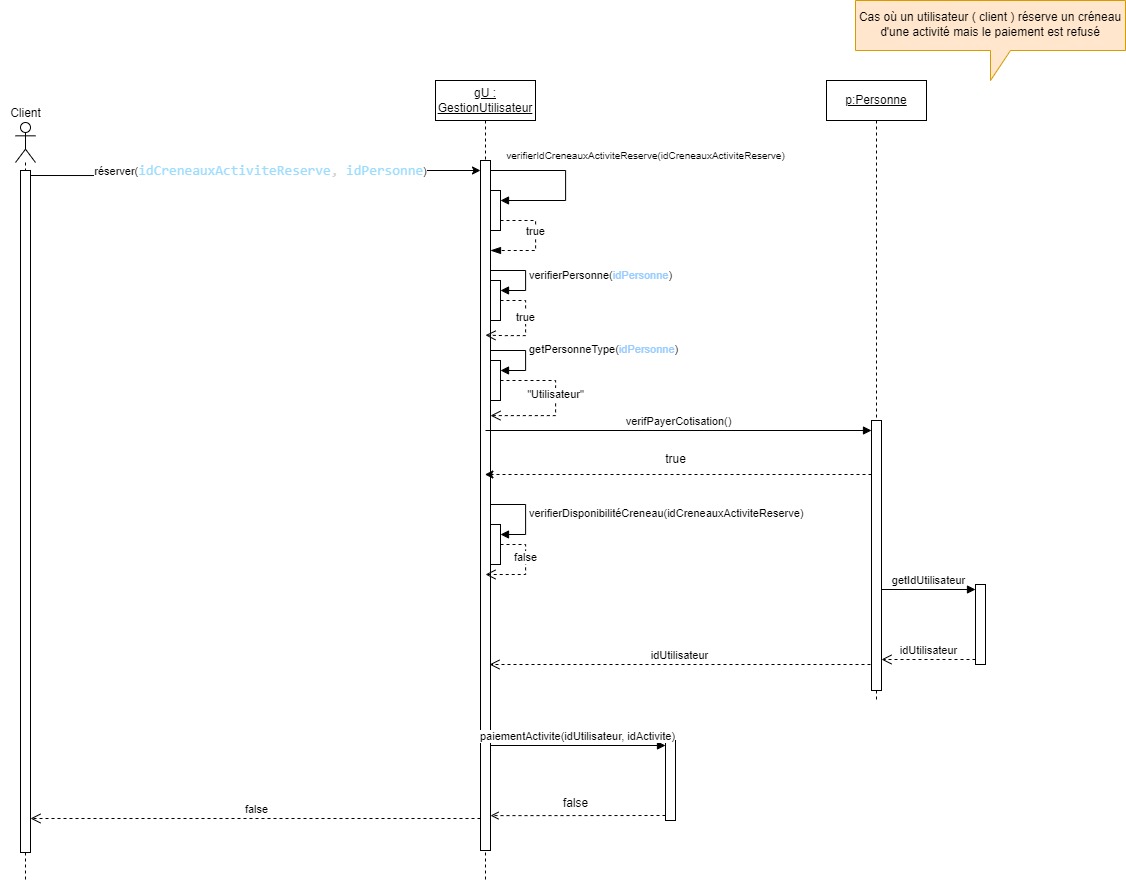 Cas où un utilisateur ( client ) réserve un créneau
d'une activité mais le paiement est refusé
gU :
GestionUtilisateur
p:Personne
Client
verifierIdCreneauxActiviteReserve(idCreneauxActiviteReserve)
réserver(idCreneauxActiviteReserve, idPersonne)
true
verifierPersonne(idPersonne)
true
getPersonneType(idPersonne)
"Utilisateur"
verifPayerCotisation()
true
verifierDisponibilitéCreneau(idCreneauxActiviteReserve)
false
getIdUtilisateur
idUtilisateur
idUtilisateur
paiementActivite(idUtilisateur, idActivite)
false
false